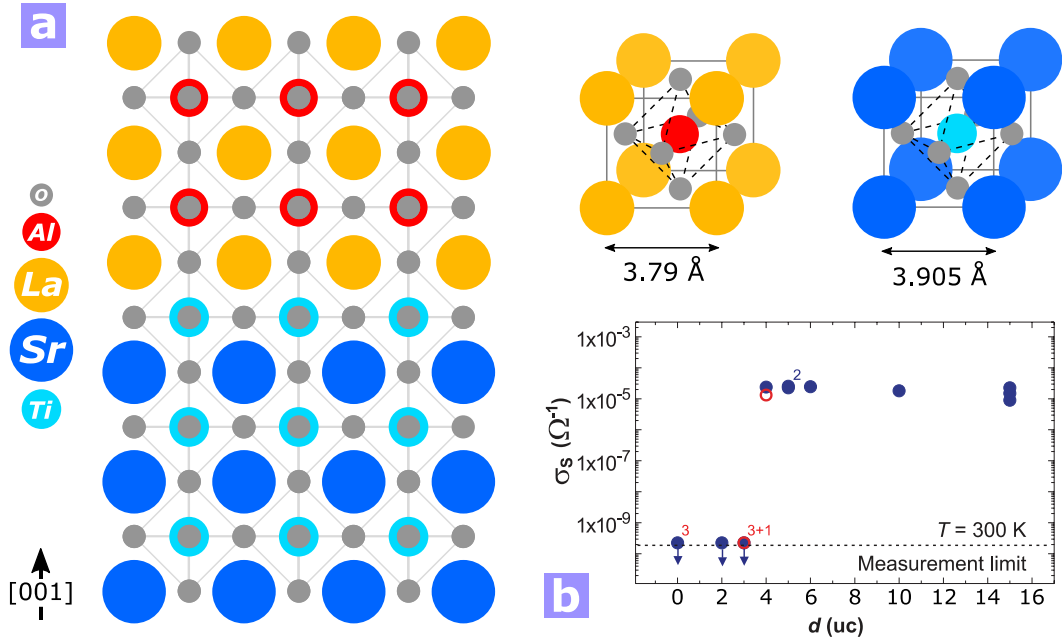 a
O
Al
La
Sr
Ti
[001]
3.79 Å
3.905 Å
b
σs (Ω⁻¹)
1x10⁻³
1x10⁻⁵
1x10⁻⁷
1x10⁻⁹
2
3
3+1
T = 300 K
Measurement limit
0 2 4 6 8 10 12 14 16
d (uc)